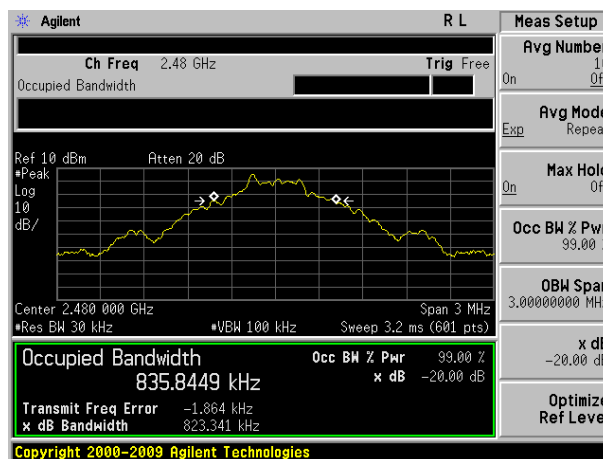 Agilent R L
Ch Freq 2.48 GHz Trig Free
Occupied Bandwidth
Ref 10 dBm Atten 20 dB
#Peak
Log
10
dB/
Center 2.480 000 GHz Span 3 MHz
#Res BW 30 kHz #VBW 100 kHz Sweep 3.2 ms (601 pts)
Occupied Bandwidth Occ BW % Pwr 99.00 %
835.8449 kHz x dB -20.00 dB
Transmit Freq Error -1.864 kHz
x dB Bandwidth 823.341 kHz
Copyright 2000-2009 Agilent Technologies
Meas Setup
Avg Number
On
Avg Mode
Exp Repea
Max Hold
On Of
Occ BW % Pwr
99.00
OBW Span
3.00000000 MH
x dB
-20.00 dB
Optimize
Ref Leve